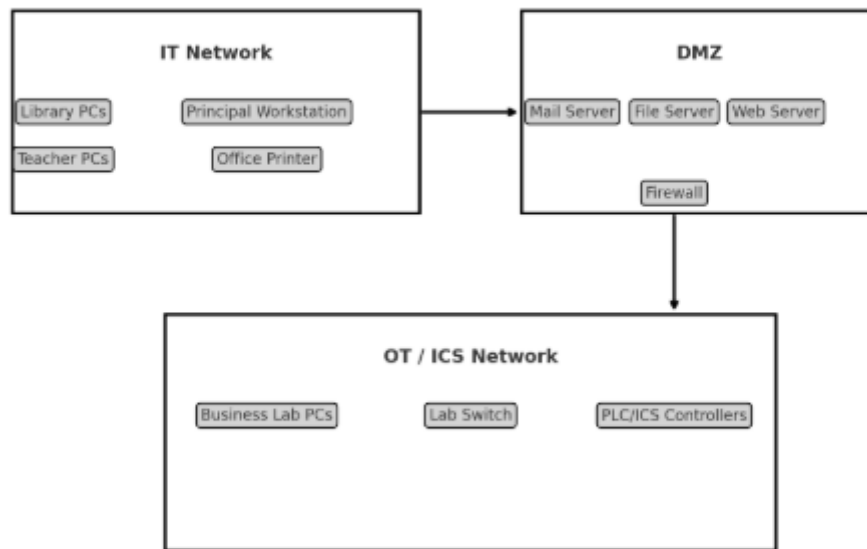 IT Network
Library PCs
Principal Workstation
Teacher PCs
Office Printer
DMZ
Mail Server
File Server
Web Server
Firewall
OT / ICS Network
Business Lab PCs
Lab Switch
PLC/ICS Controllers